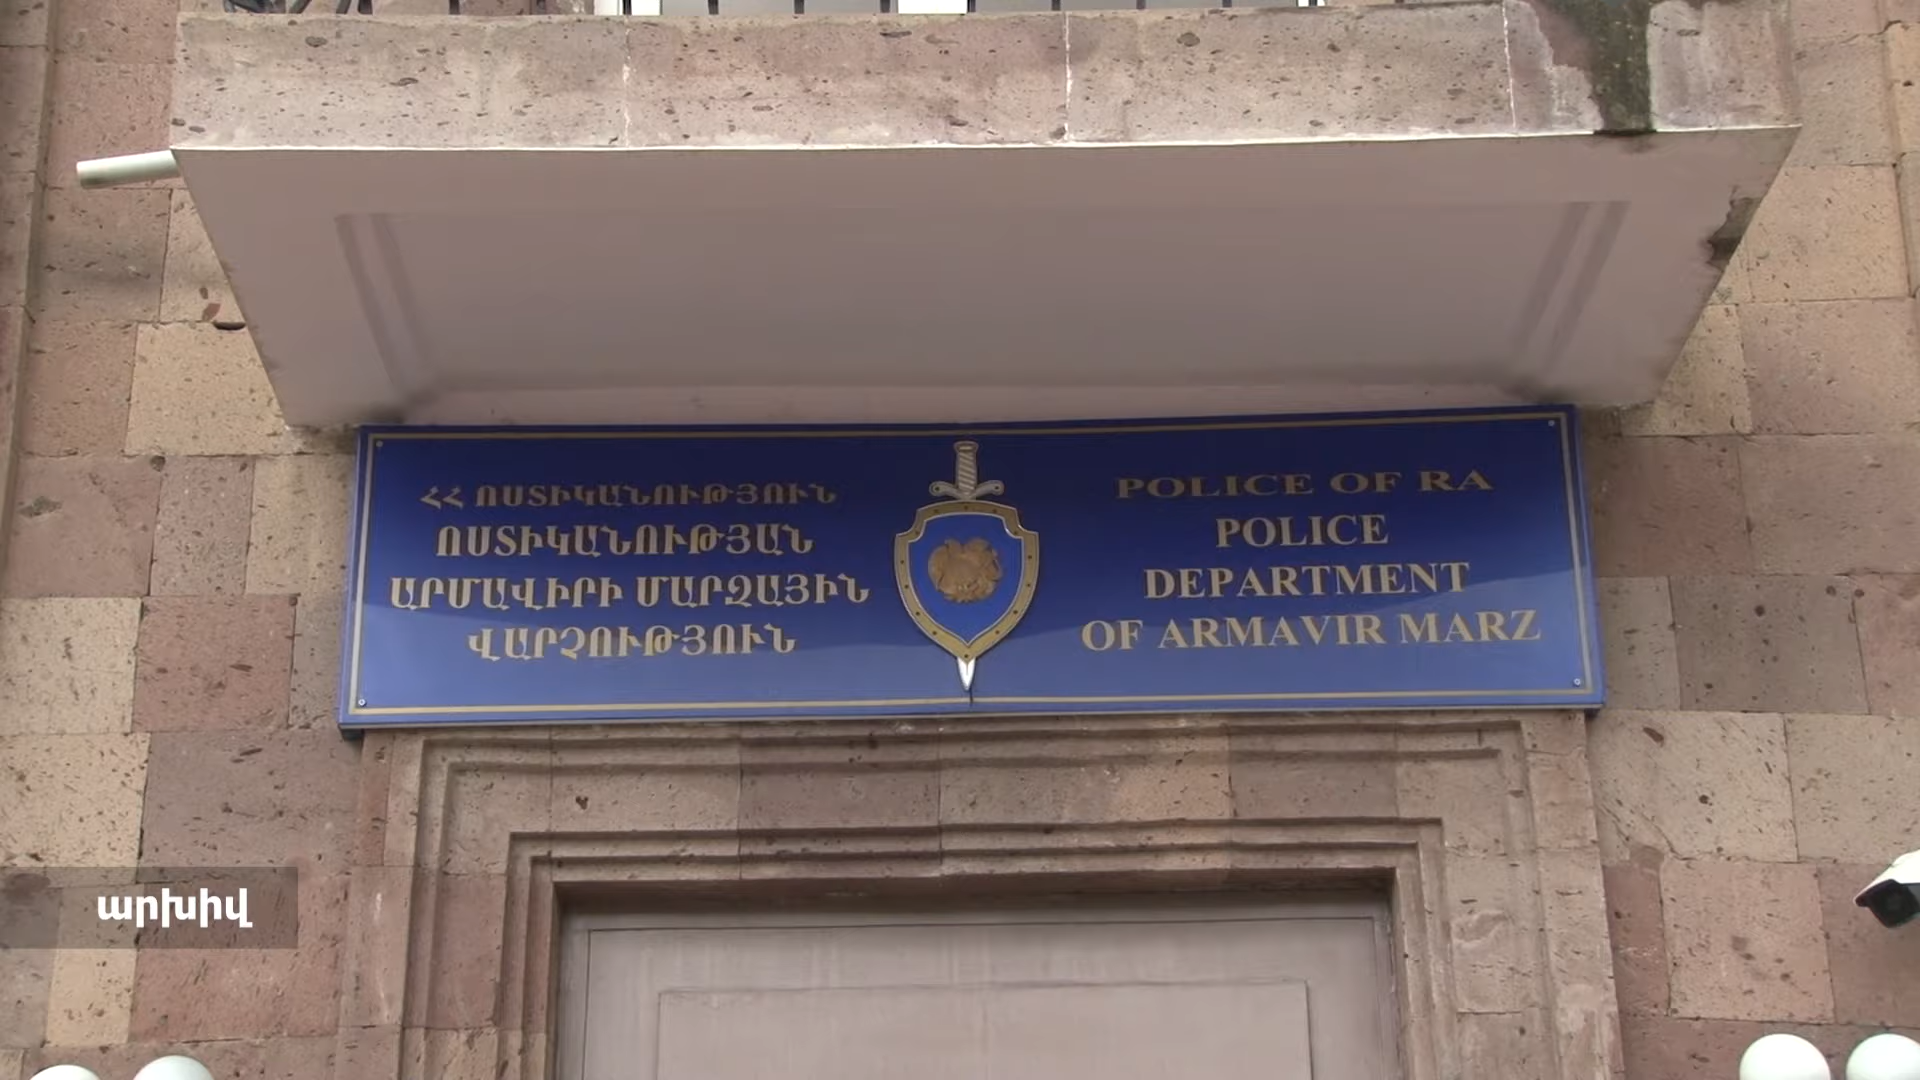 ՀՀ ՈՍՏԻԿԱՆՈՒԹՅՈՒՆ
ՈՍՏԻԿԱՆՈՒԹՅԱՆ
ԱՐՄԱՎԻՐԻ ՄԱՐԶԱՅԻՆ
ՎԱՐՉՈՒԹՅՈՒՆ
POLICE OF RA
POLICE
DEPARTMENT
OF ARMAVIR MARZ
արխիվ